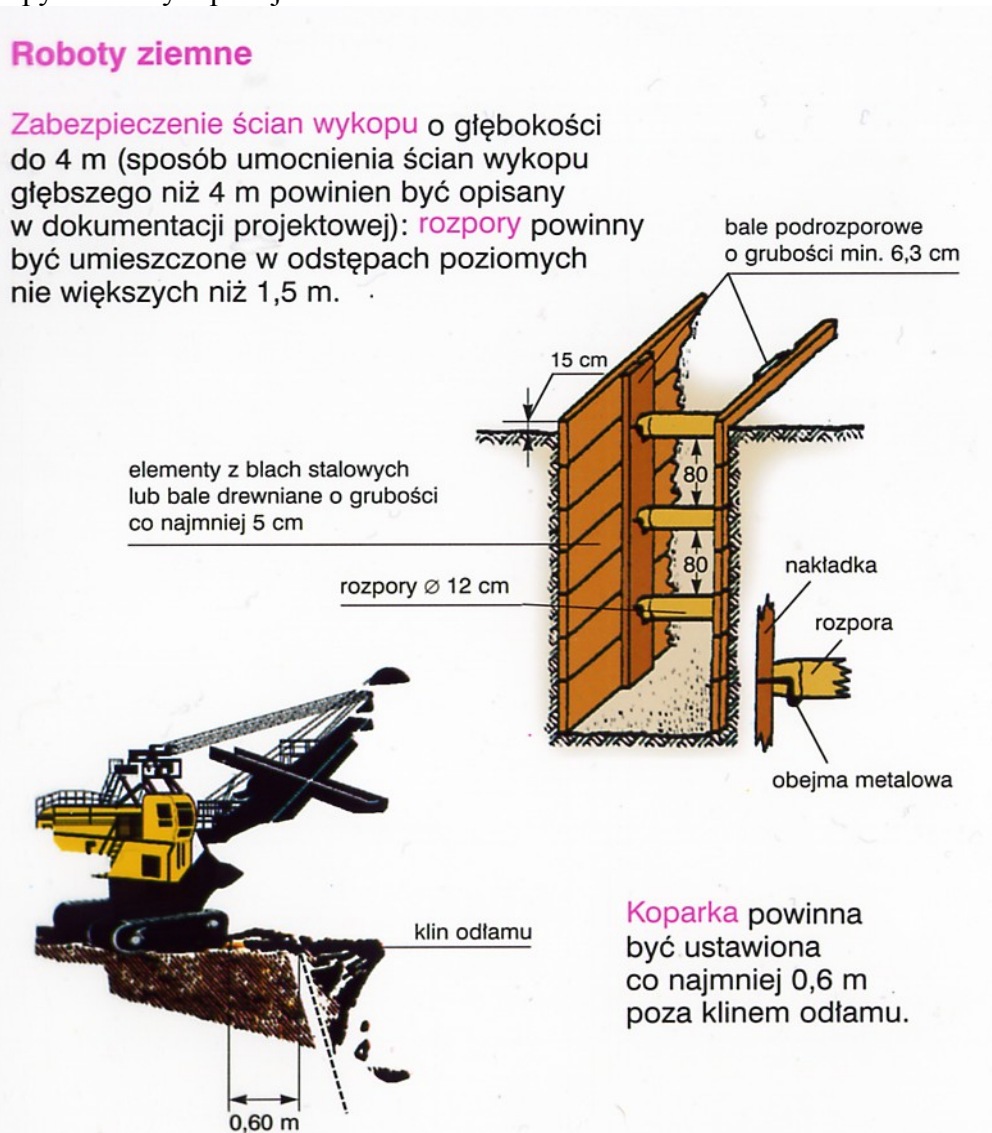 Roboty ziemne
Zabezpieczenie ścian wykopu o głębokości
do 4 m (sposób umocnienia ścian wykopu
głębszego niż 4 m powinien być opisany
w dokumentacji projektowej): rozpory powinny
być umieszczone w odstępach poziomych
nie większych niż 1,5 m.
bale podrozporowe
o grubości min. 6,3 cm
15 cm
elementy z blach stalowych
lub bale drewniane o grubości
co najmniej 5 cm
80
80
rozpory ∅ 12 cm
nakładka
rozpora
obejma metalowa
klin odłamu
Koparka powinna
być ustawiona
co najmniej 0,6 m
poza klinem odłamu.
0,60 m